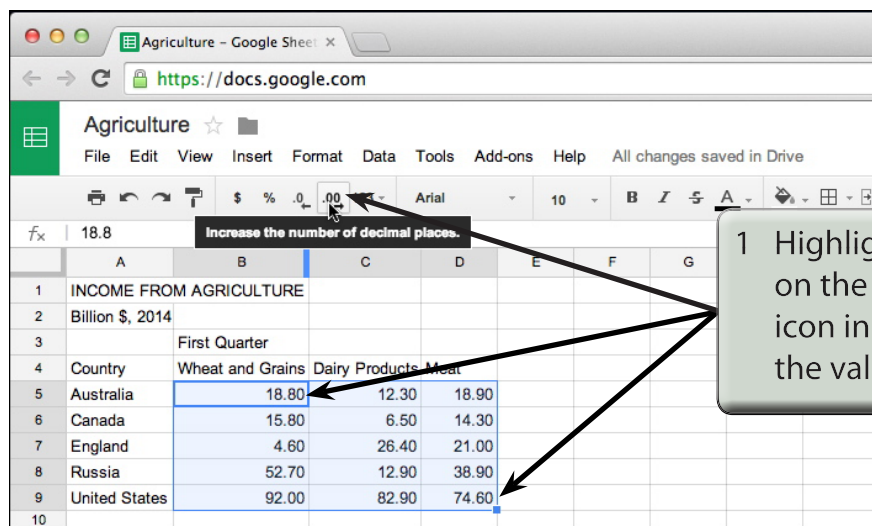 Agriculture – Google Sheet
https://docs.google.com
Agriculture
File Edit View Insert Format Data Tools Add-ons Help All changes saved in Drive
$ % .0 .00 Arial 10 B I S A
fx 18.8
Increase the number of decimal places.
A B C D E F G
1 INCOME FROM AGRICULTURE
2 Billion $, 2014
3 First Quarter
4 Country Wheat and Grains Dairy Products Meat
5 Australia 18.80 12.30 18.90
6 Canada 15.80 6.50 14.30
7 England 4.60 26.40 21.00
8 Russia 52.70 12.90 38.90
9 United States 92.00 82.90 74.60
10
1 Highlig
on the
icon in
the val